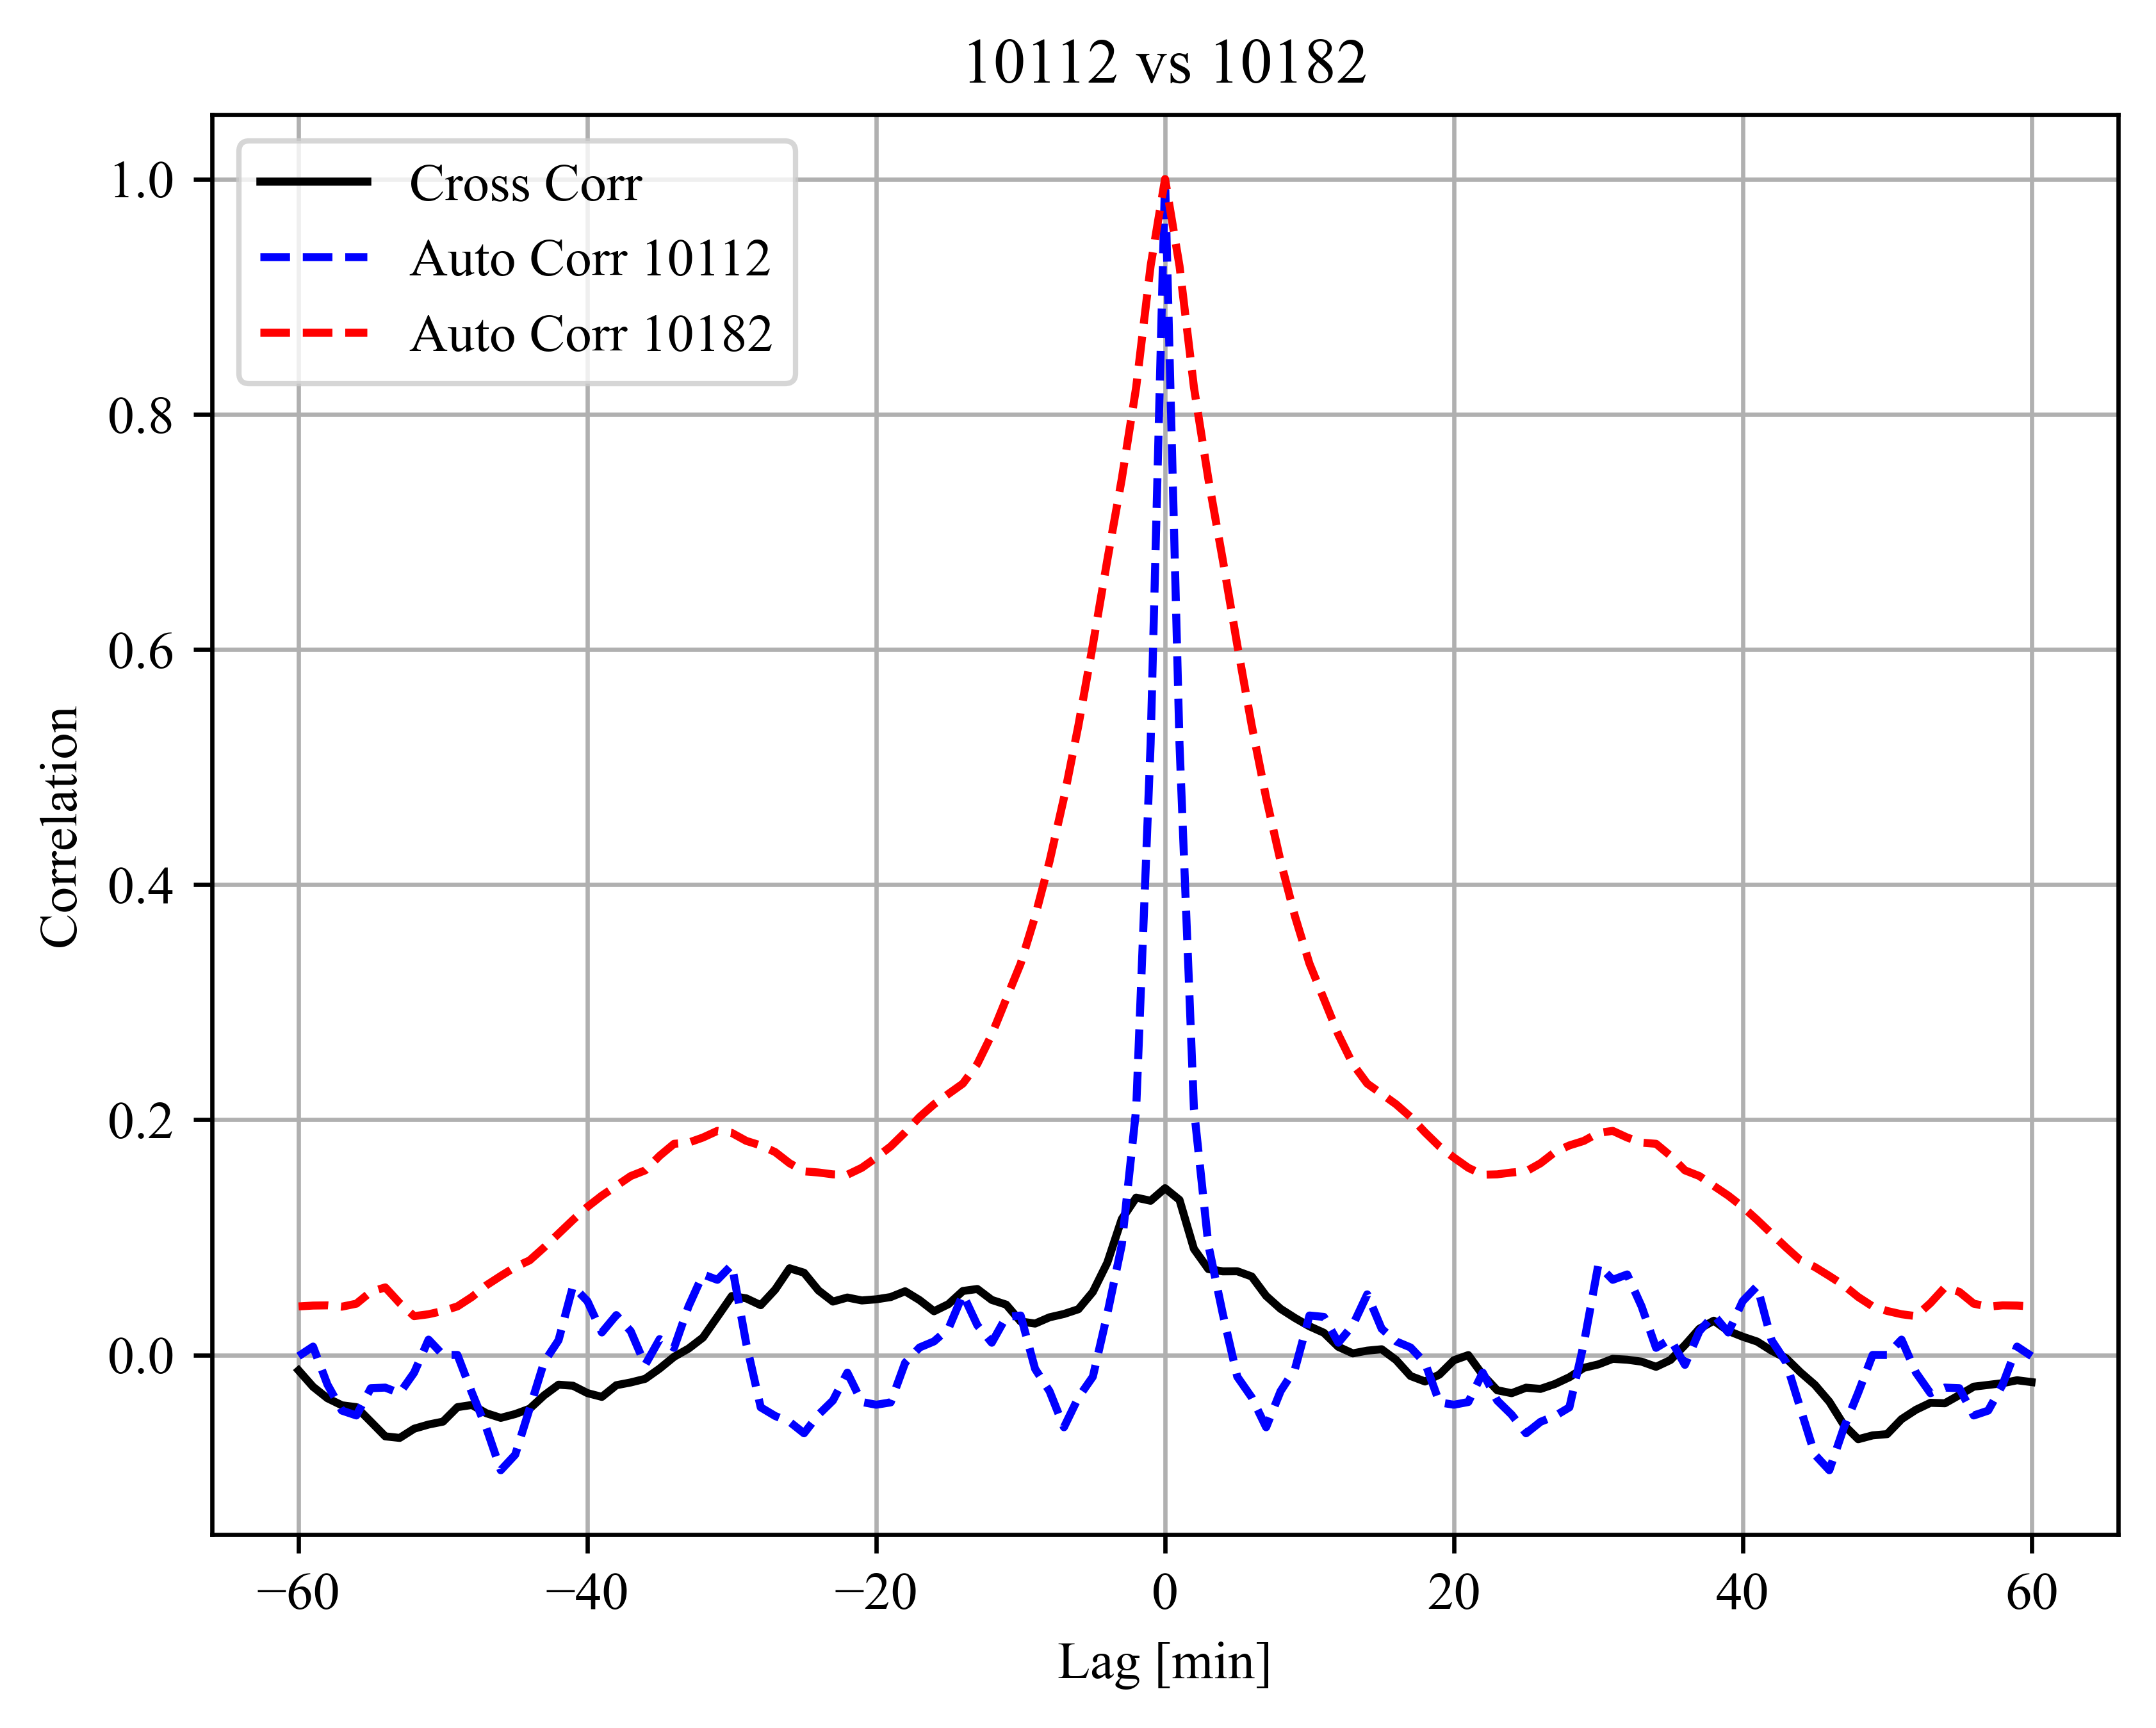 10112 vs 10182
Cross Corr
Auto Corr 10112
Auto Corr 10182
1.0
0.8
0.6
0.4
0.2
0.0
Correlation
−60 −40 −20 0 20 40 60
Lag [min]